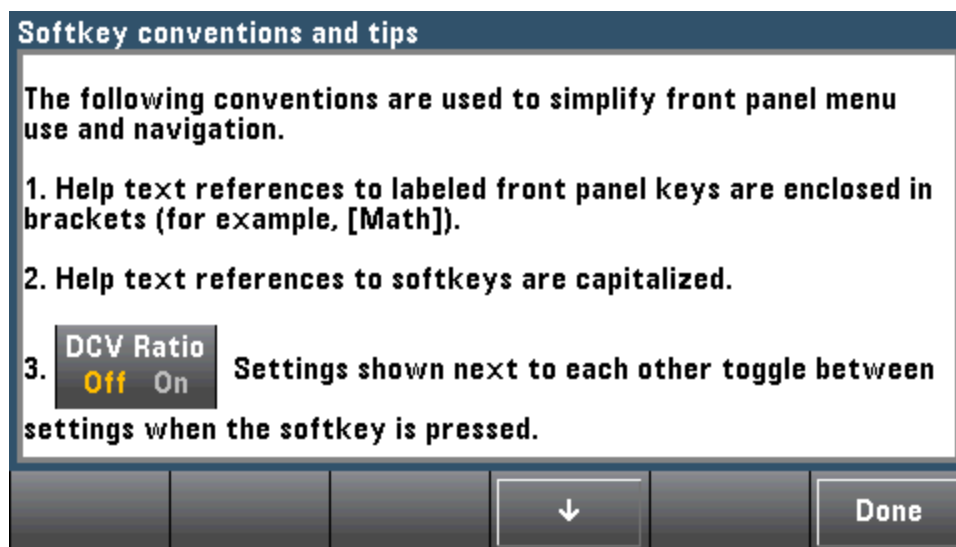 Softkey conventions and tips
The following conventions are used to simplify front panel menu
use and navigation.
1. Help text references to labeled front panel keys are enclosed in
brackets (for example, [Math]).
2. Help text references to softkeys are capitalized.
DCV Ratio
3. Off On Settings shown next to each other toggle between
settings when the softkey is pressed.
↓ Done